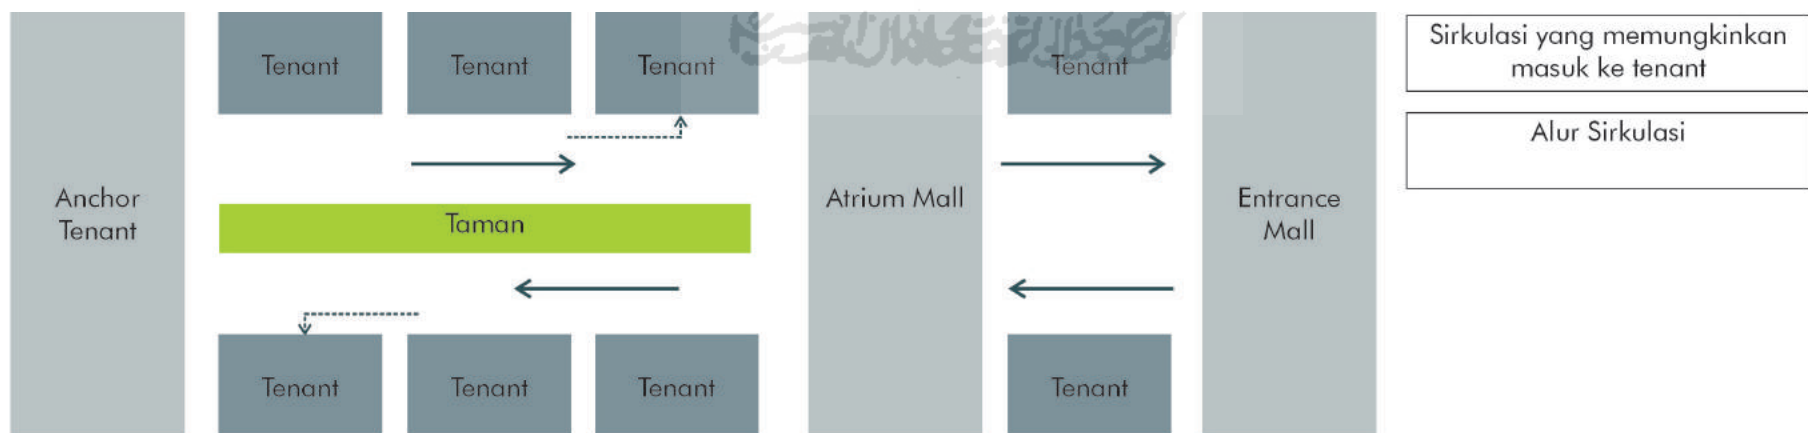 Tenant
Tenant
Tenant
Tenant
Sirkulasi yang memungkinkan
masuk ke tenant
Alur Sirkulasi
Anchor
Tenant
Taman
Atrium Mall
Entrance
Mall
Tenant
Tenant
Tenant
Tenant